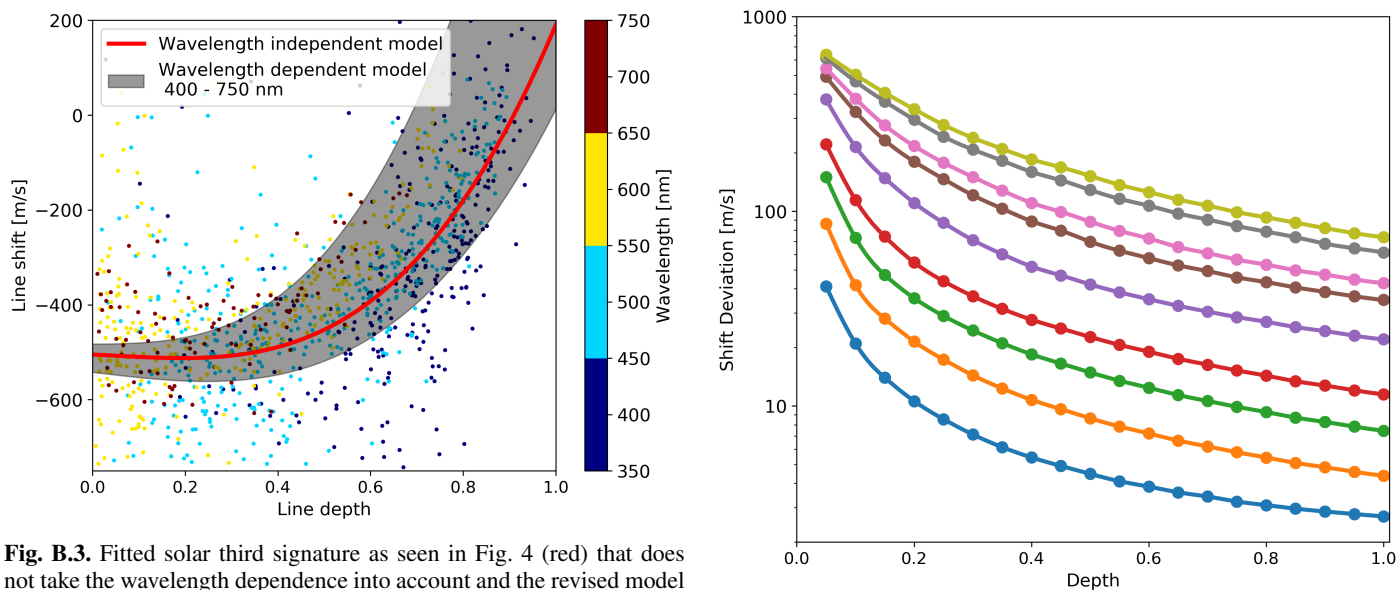 200
0
−200
−400
−600
Line shift [m/s]
Wavelength independent model
Wavelength dependent model
400 - 750 nm
0.0 0.2 0.4 0.6 0.8 1.0
Line depth
750
700
650
600
550
500
450
400
350
Wavelength [nm]
Fig. B.3. Fitted solar third signature as seen in Fig. 4 (red) that does
not take the wavelength dependence into account and the revised model
1000
100
10
Shift Deviation [m/s]
0.0 0.2 0.4 0.6 0.8 1.0
Depth